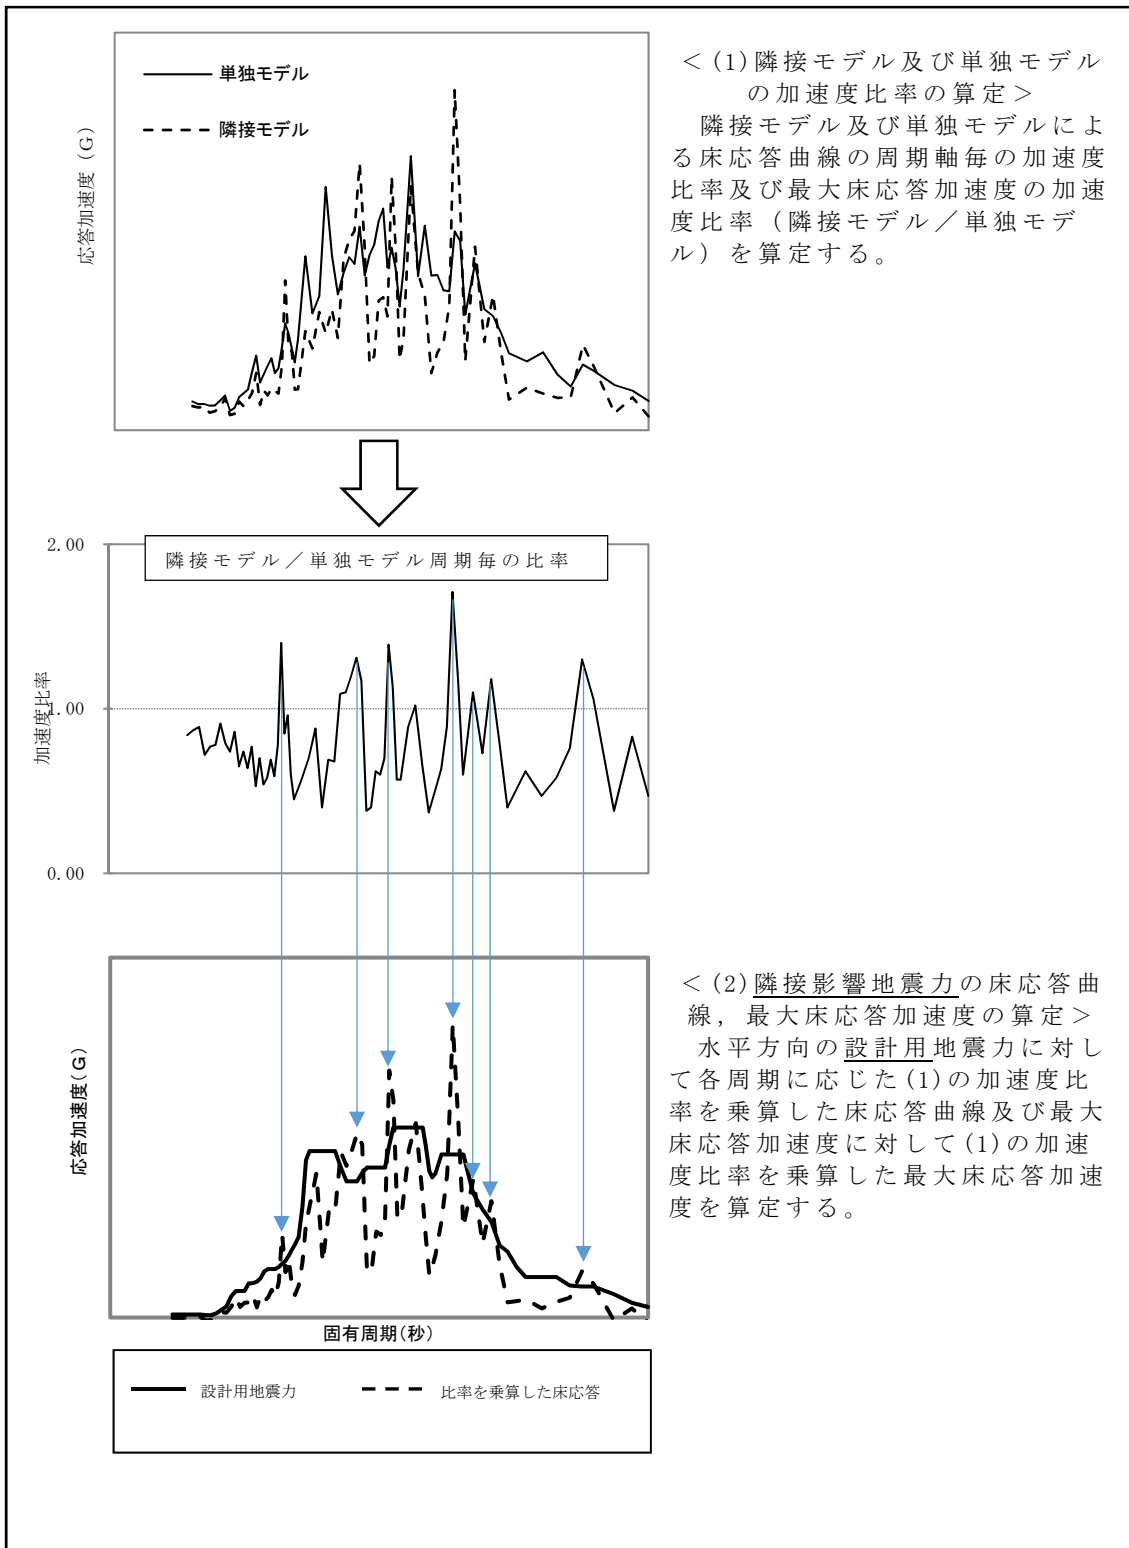 単独モデル
隣接モデル
応答加速度（G）
＜(1)隣接モデル及び単独モデル
の加速度比率の算定＞
隣接モデル及び単独モデルによ
る床応答曲線の周期軸毎の加速度
比率及び最大床応答加速度の加速
度比率（隣接モデル／単独モデ
ル）を算定する。
2.00
隣接モデル／単独モデル周期毎の比率
加速度比率
1.00
0.00
＜(2)隣接影響地震力の床応答曲
線，最大床応答加速度の算定＞
水平方向の設計用地震力に対し
て各周期に応じた(1)の加速度比
率を乗算した床応答曲線及び最大
床応答加速度に対して(1)の加速
度比率を乗算した最大床応答加速
度を算定する。
応答加速度(G)
固有周期(秒)
設計用地震力
比率を乗算した床応答